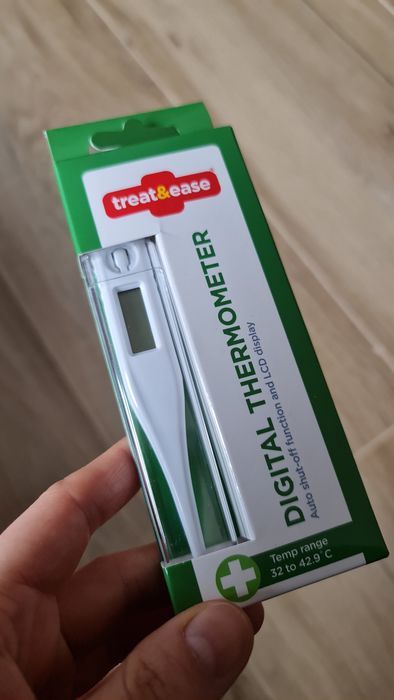 treat&ease
DIGITAL THERMOMETER
Auto shut-off function and LCD display
Temp range
32 to 42.9°C